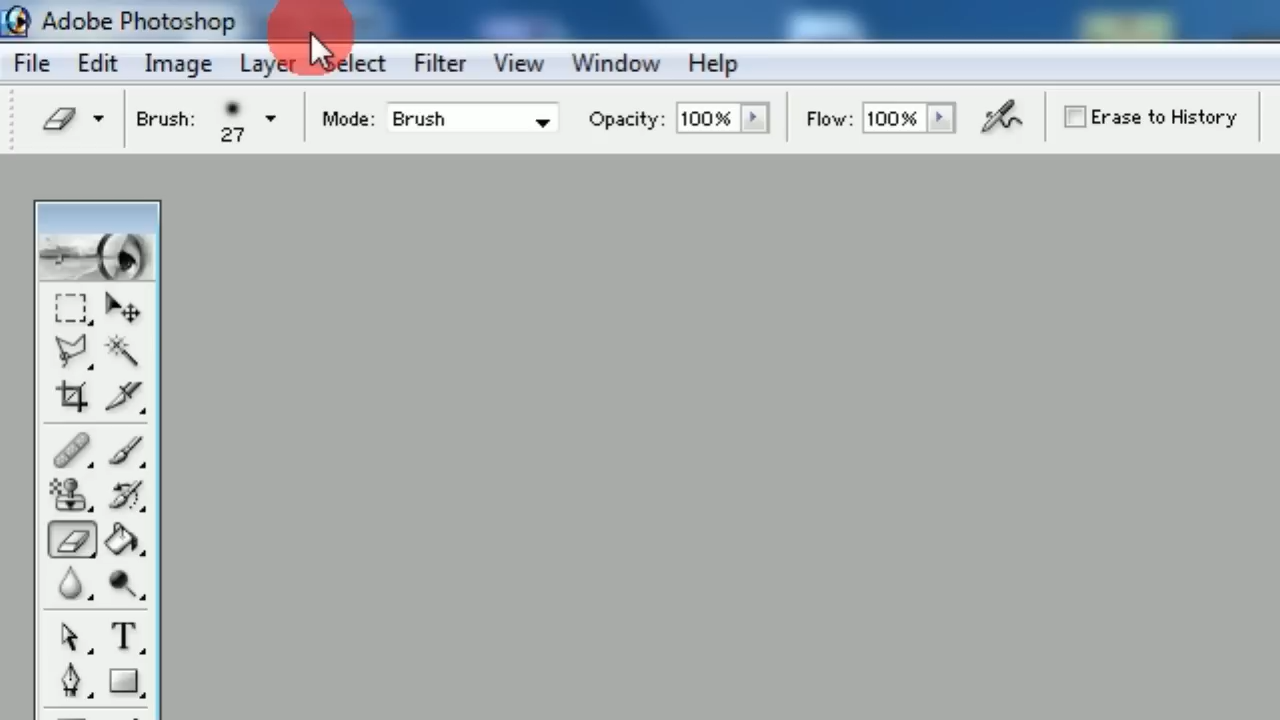 Adobe Photoshop
File Edit Image Layer Select Filter View Window Help
Brush: 27 Mode: Brush Opacity: 100% Flow: 100% Erase to History
T